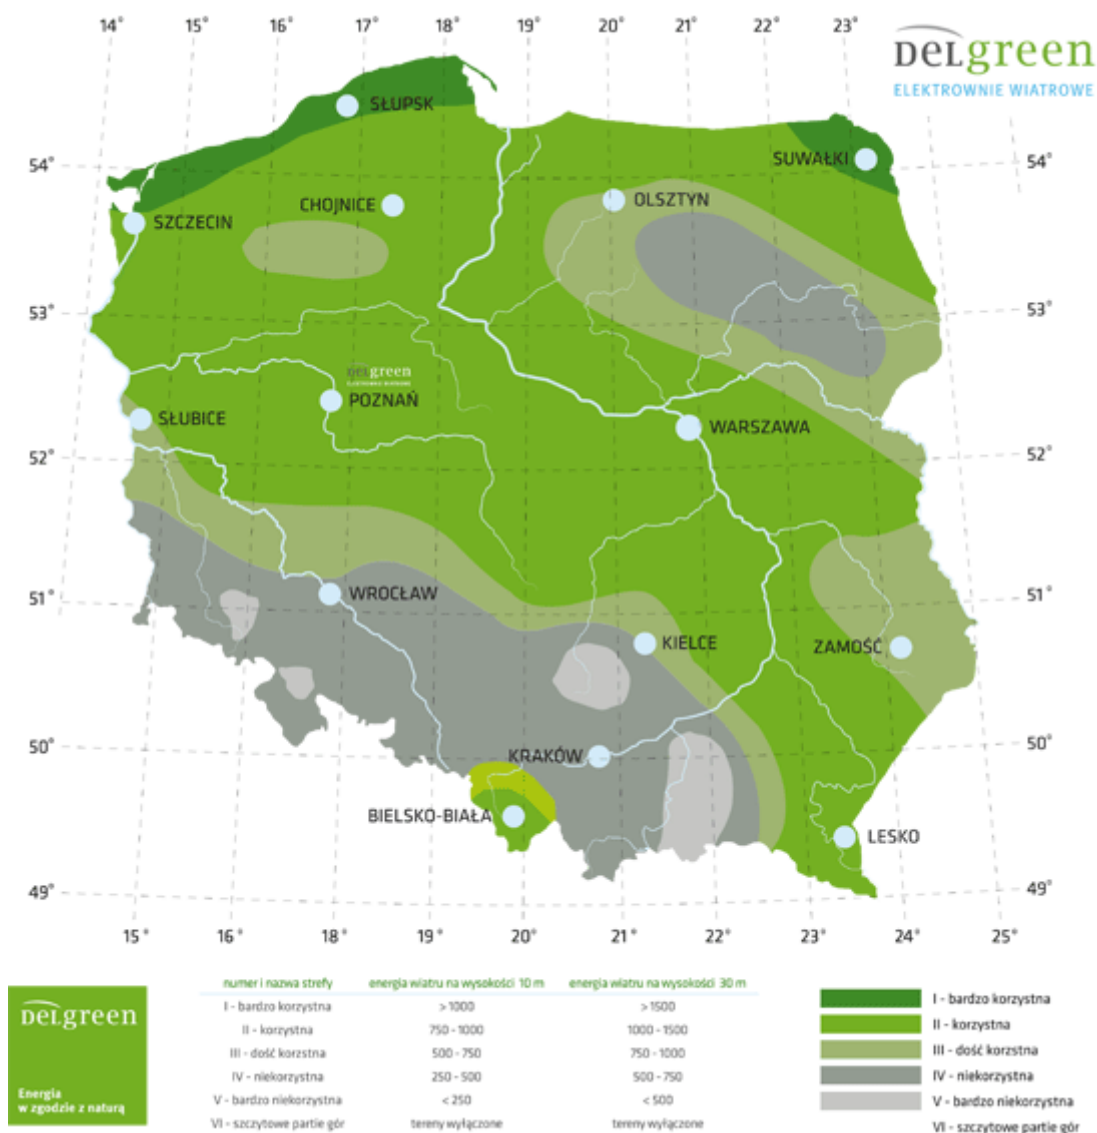 14° 15° 16° 17° 18° 19° 20° 21° 22° 23°
DELgreen
ELEKTROWNIE WIATROWE
SŁUPSK
54° SUWAŁKI 54°
CHOJNICE OLSZTYN
SZCZECIN
53° 53°
DELgreen
ELEKTROWNIE WIATROWE
POZNAŃ
SŁUBICE WARSZAWA
52° 52°
51° WROCŁAW 51°
KIELCE ZAMOŚĆ
50° KRAKÓW 50°
BIELSKO-BIAŁA LESKO
49° 49°
15° 16° 18° 19° 20° 21° 22° 23° 24° 25°
DELgreen
Energia
w zgodzie z naturą
numer i nazwa strefy energia wiatru na wysokości 10 m energia wiatru na wysokości 30 m
I - bardzo korzystna >1000 >1500
II - korzystna 750-1000 1000-1500
III - dość korzstna 500-750 750-1000
IV - niekorzystna 250-500 500-750
V - bardzo niekorzystna <250 <500
VI - szczytowe partie gór tereny wyłączone tereny wyłączone
I - bardzo korzystna
II - korzystna
III - dość korzstna
IV - niekorzystna
V - bardzo niekorzystna
VI - szczytowe partie gór